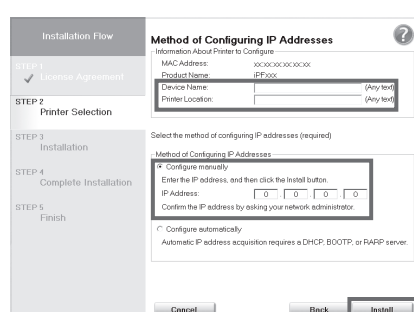 Installation Flow
STEP 1
License Agreement
STEP 2
Printer Selection
STEP 3
Installation
STEP 4
Complete Installation
STEP 5
Finish
Method of Configuring IP Addresses
?
Information About Printer to Configure
MAC Address: xx:xx:xx:xx:xx:xx
Product Name: iPFxxx
Device Name: (Any text)
Printer Location: (Any text)
Select the method of configuring IP addresses (required)
Method of Configuring IP Addresses
Configure manually
Enter the IP address, and then click the Install button.
IP Address: 0 . 0 . 0 . 0
Confirm the IP address by asking your network administrator.
Configure automatically
Automatic IP address acquisition requires a DHCP, BOOTP, or RARP server.
Cancel Back Install